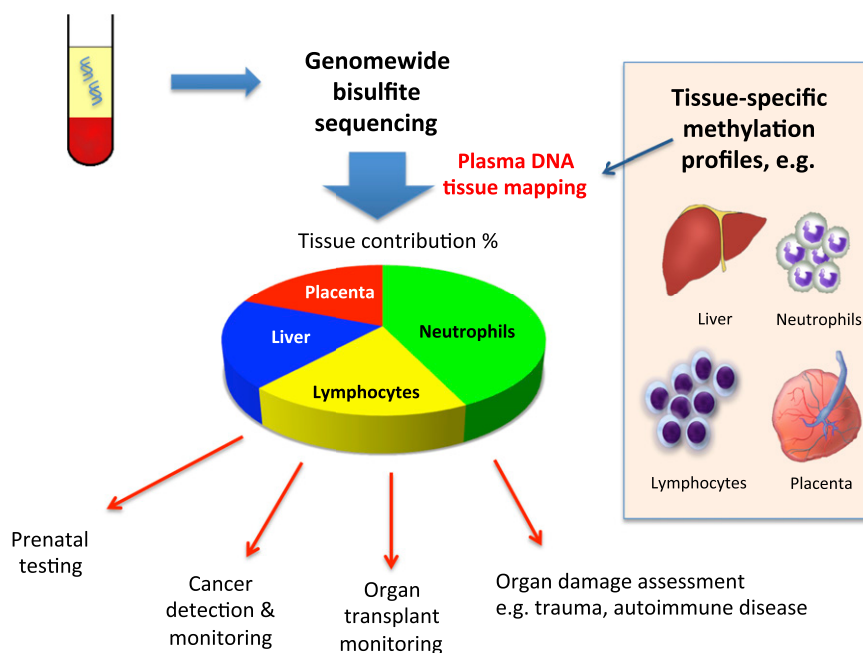 Genomewide
bisulfite
sequencing
Plasma DNA
tissue mapping
Tissue-specific
methylation
profiles, e.g.
Tissue contribution %
Placenta
Liver
Neutrophils
Lymphocytes
Liver
Neutrophils
Lymphocytes
Placenta
Prenatal
testing
Cancer
detection &
monitoring
Organ
transplant
monitoring
Organ damage assessment
e.g. trauma, autoimmune disease